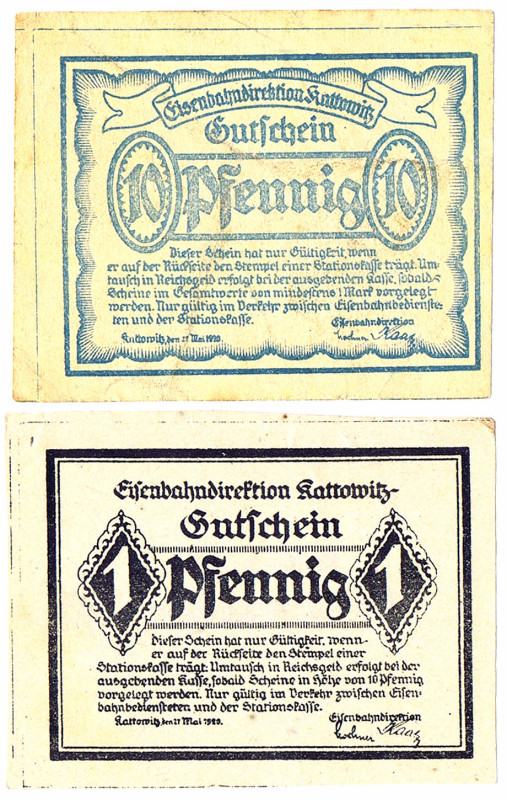 Eisenbahndirektion Kattowitz
Gutschein
10 Pfennig 10
Dieser Schein hat nur Gültigkeit, wenn
er auf der Rückseite den Stempel einer Stationskasse trägt. Um-
tausch in Reichsgeld erfolgt bei der ausgebenden Kasse, sobald
Scheine im Gesamtwerte von mindestens 1 Mark vorgelegt
werden. Nur gültig im Verkehr zwischen Eisenbahnbedienste-
ten und der Stationskasse.
Eisenbahndirektion
Kattowitz, den 27 Mai 1920.
Eisenbahndirektion Kattowitz-
Gutschein
1 Pfennig 1
Dieser Schein hat nur Gültigkeit, wenn-
er auf der Rückseite den Stempel einer
Stationskasse trägt. Umtausch in Reichsgeld erfolgt bei der
ausgebenden Kasse, sobald Scheine in Höhe von 10 Pfennig
vorgelegt werden. Nur gültig im Verkehr zwischen Eisen-
bahnbediensteten und der Stationskasse.
Kattowitz, den 27 Mai 1920. Eisenbahndirektion